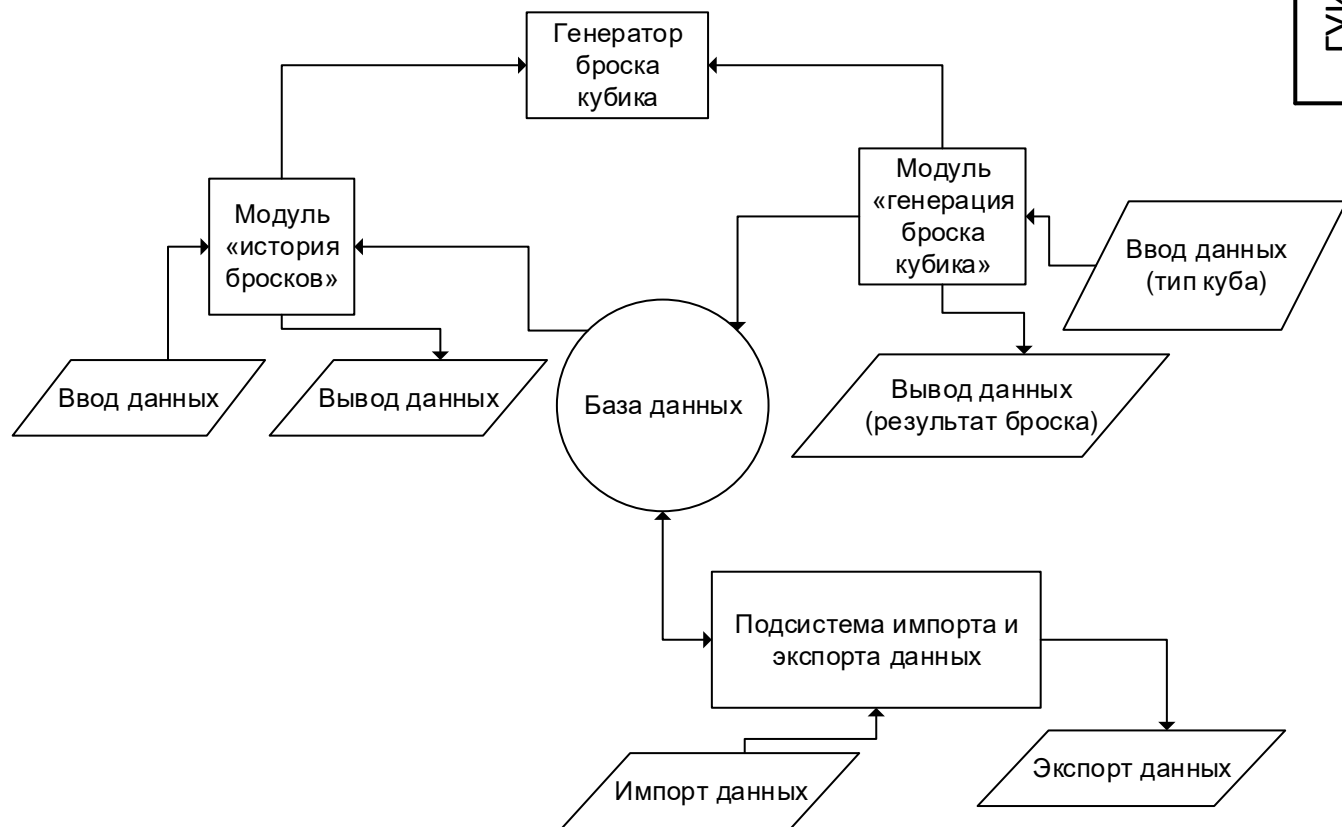 Генератор
броска
кубика
Модуль
«история
бросков»
Модуль
«генерация
броска
кубика»
Ввод данных
(тип куба)
Ввод данных
Вывод данных
База данных
Вывод данных
(результат броска)
Подсистема импорта и
экспорта данных
Импорт данных
Экспорт данных